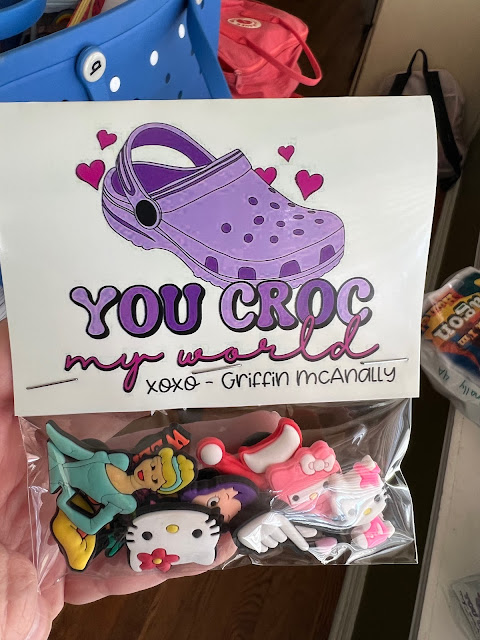 YOU CROC
my world
xoxo - Griffin McAnally